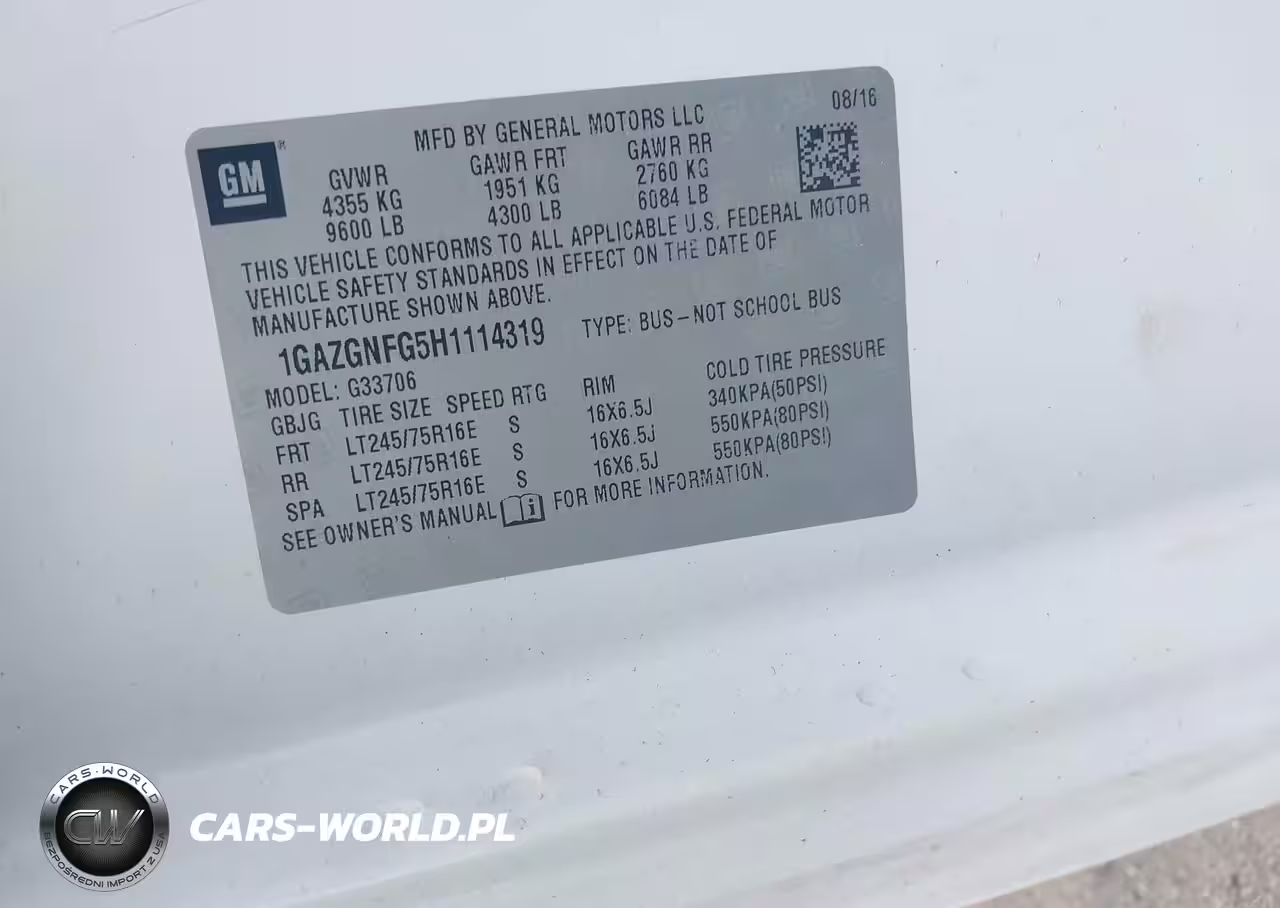 MFD BY GENERAL MOTORS LLC
08/16
GM
®
GVWR GAWR FRT GAWR RR
4355 KG 1951 KG 2760 KG
9600 LB 4300 LB 6084 LB
THIS VEHICLE CONFORMS TO ALL APPLICABLE U.S. FEDERAL MOTOR
VEHICLE SAFETY STANDARDS IN EFFECT ON THE DATE OF
MANUFACTURE SHOWN ABOVE.
1GAZGNFG5H1114319 TYPE: BUS – NOT SCHOOL BUS
MODEL: G33706
GBJG TIRE SIZE SPEED RTG RIM COLD TIRE PRESSURE
FRT LT245/75R16E S 16X6.5J 340KPA(50PSI)
RR LT245/75R16E S 16X6.5J 550KPA(80PSI)
SPA LT245/75R16E S 16X6.5J 550KPA(80PSI)
SEE OWNER'S MANUAL i FOR MORE INFORMATION.
CARS-WORLD
CW
BEZPOŚREDNI IMPORT Z USA
CARS-WORLD.PL